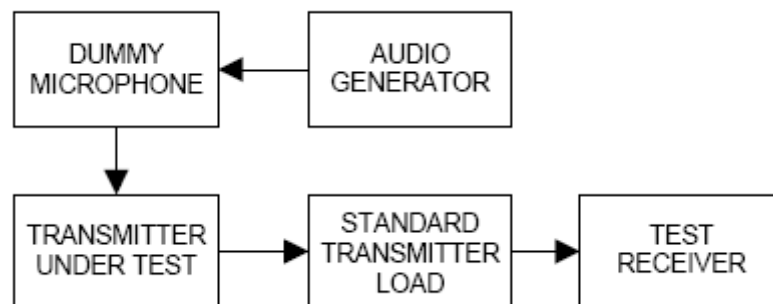 DUMMY
MICROPHONE
AUDIO
GENERATOR
TRANSMITTER
UNDER TEST
STANDARD
TRANSMITTER
LOAD
TEST
RECEIVER